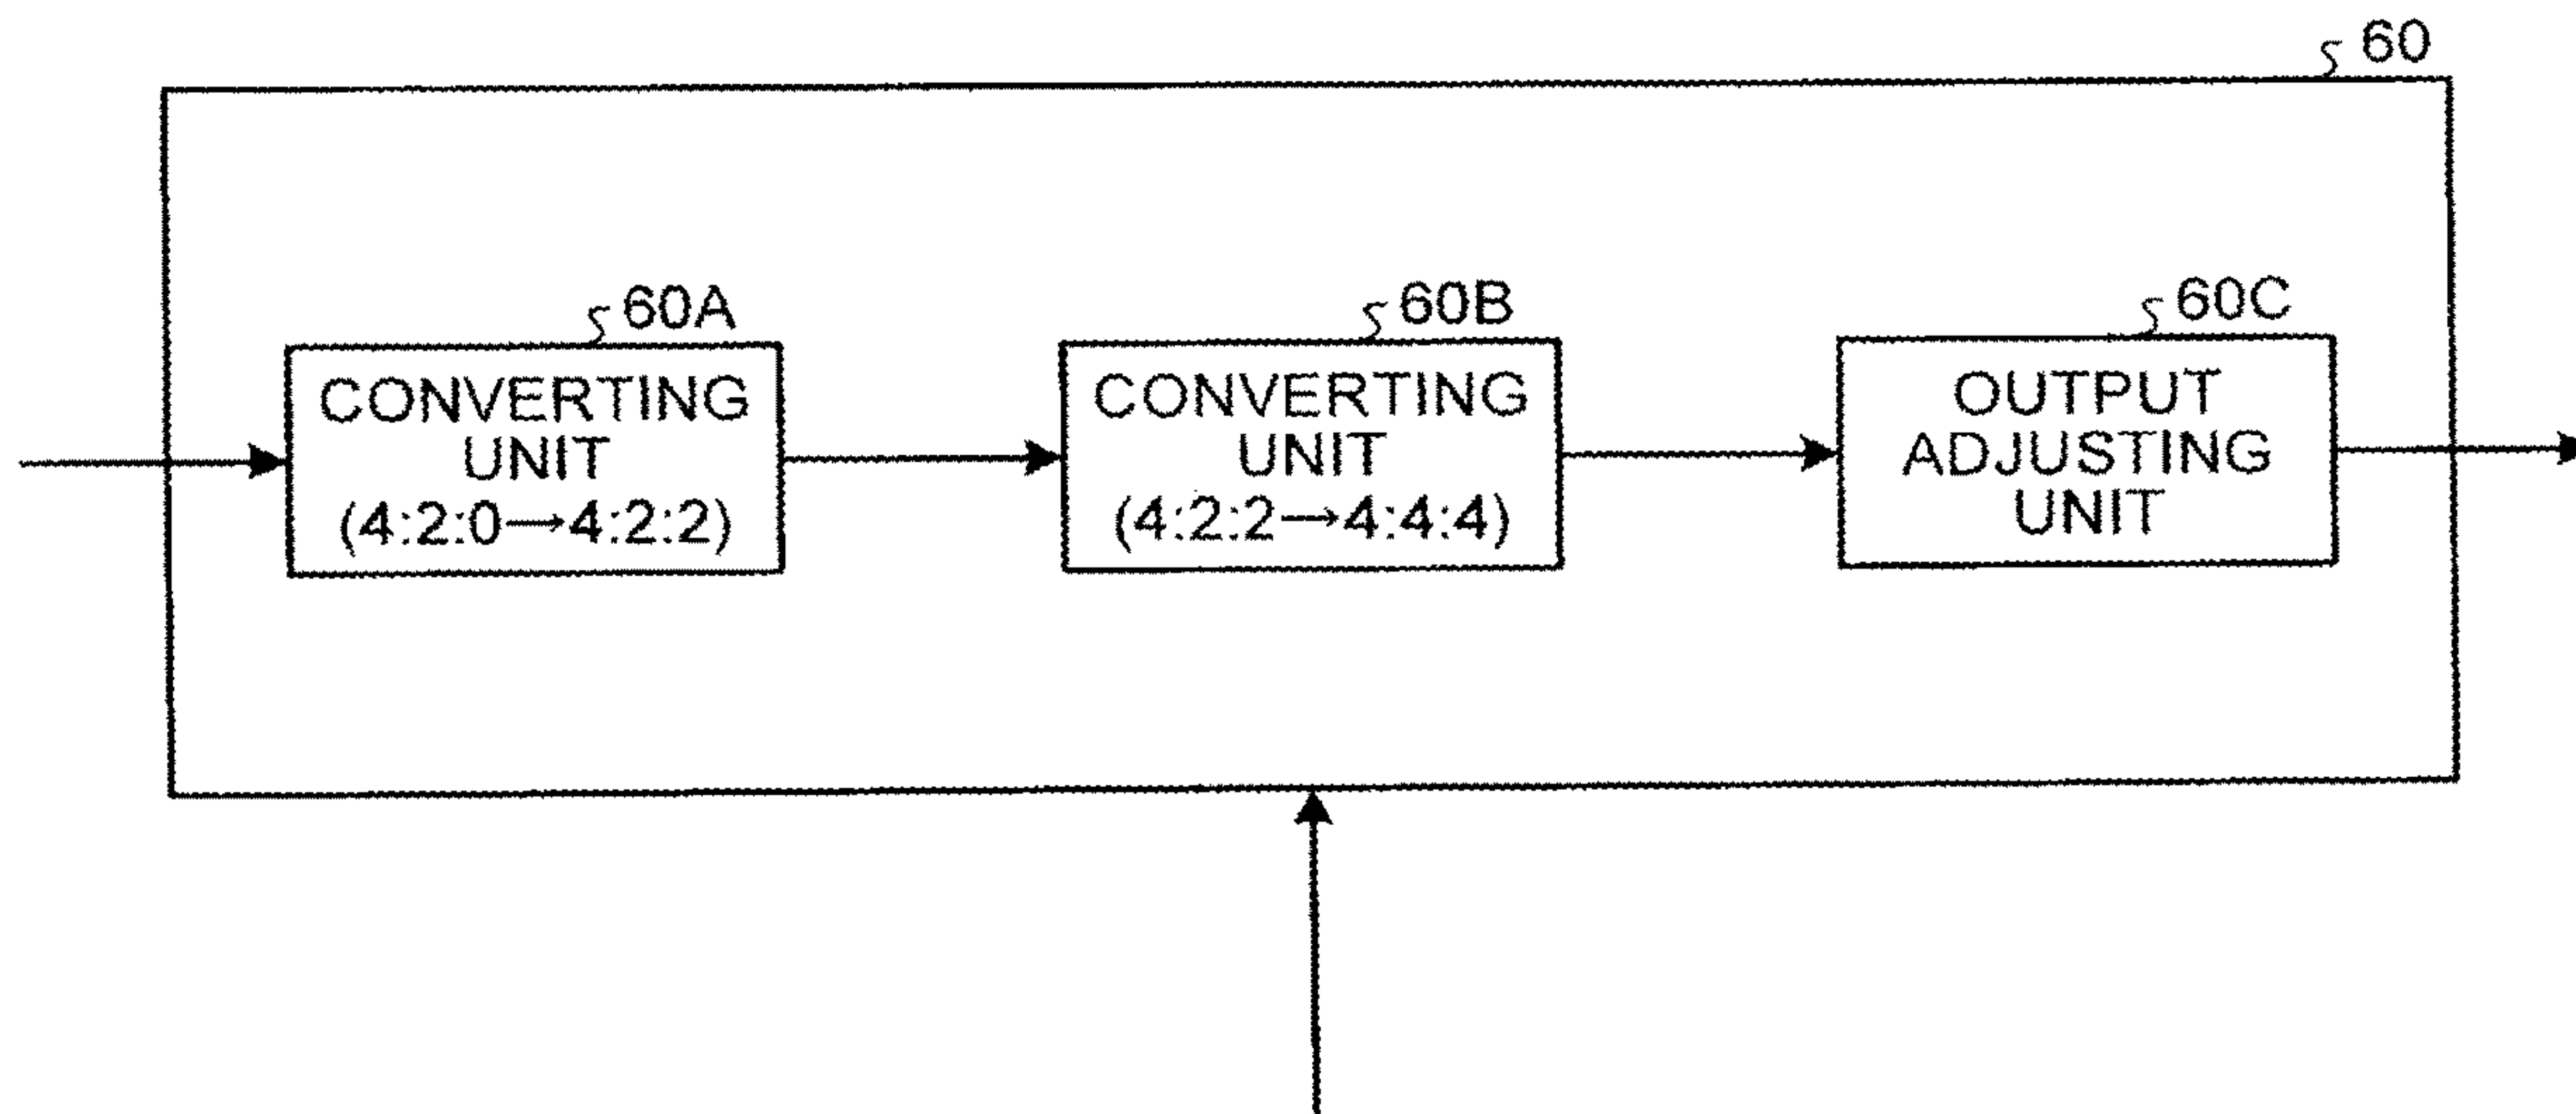 60
60A
CONVERTING
UNIT
(4:2:0→4:2:2)
60B
CONVERTING
UNIT
(4:2:2→4:4:4)
60C
OUTPUT
ADJUSTING
UNIT